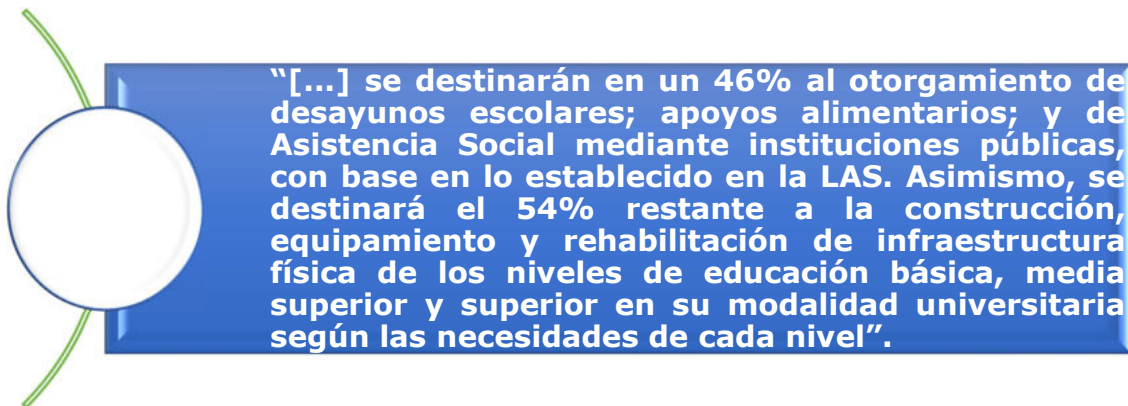 “[...] se destinarán en un 46% al otorgamiento de
desayunos escolares; apoyos alimentarios; y de
Asistencia Social mediante instituciones públicas,
con base en lo establecido en la LAS. Asimismo, se
destinará el 54% restante a la construcción,
equipamiento y rehabilitación de infraestructura
física de los niveles de educación básica, media
superior y superior en su modalidad universitaria
según las necesidades de cada nivel”.